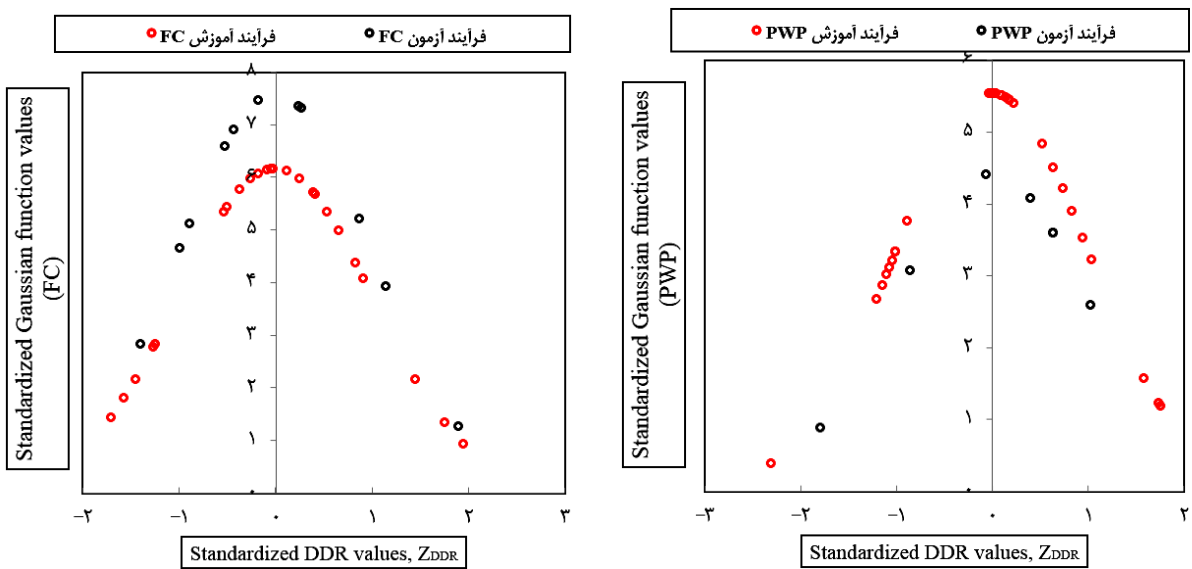 فرآیند آموزش FC
فرآیند آزمون FC
Standardized Gaussian function values
(FC)
۸
۷
۶
۵
۴
۳
۲
۱
۰
−۲ −۱ ۰ ۱ ۲ ۳
Standardized DDR values, ZDDR
فرآیند آموزش PWP
فرآیند آزمون PWP
Standardized Gaussian function values
(PWP)
۶
۵
۴
۳
۲
۱
۰
−۳ −۲ −۱ ۰ ۱ ۲
Standardized DDR values, ZDDR